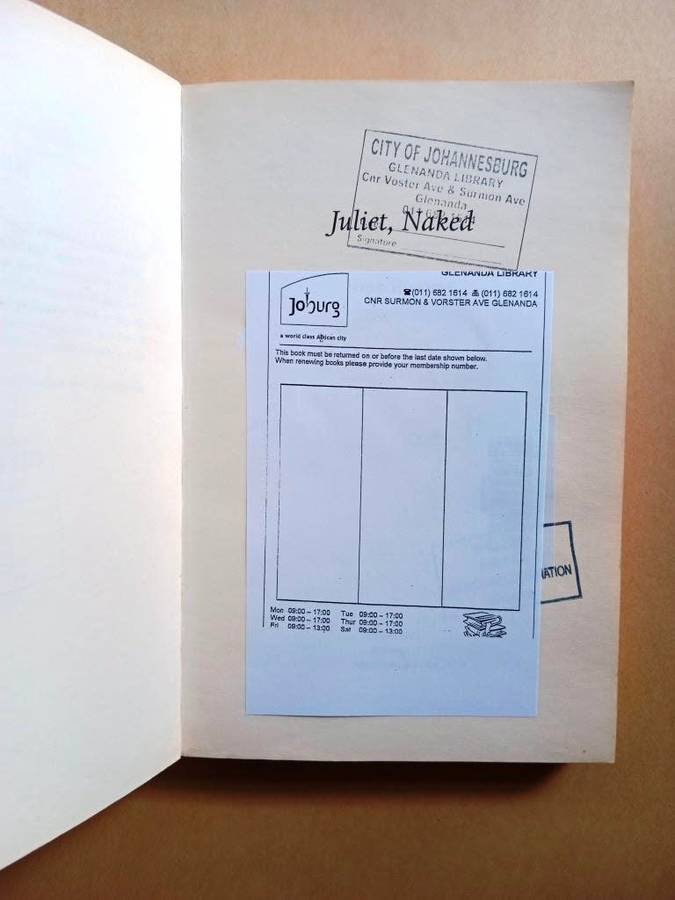 CITY OF JOHANNESBURG
GLENANDA LIBRARY
Cnr Voster Ave & Surmon Ave
Glenanda
Juliet, Naked
Signature
GLENANDA LIBRARY
Joburg
☎(011) 682 1614 (011) 682 1614
CNR SURMON & VORSTER AVE GLENANDA
a world class African city
This book must be returned on or before the last date shown below.
When renewing books please provide your membership number.
ATION
Mon 09:00 – 17:00 Tue 09:00 – 17:00
Wed 09:00 – 17:00 Thur 09:00 – 17:00
Fri 09:00 – 13:00 Sat 09:00 – 13:00